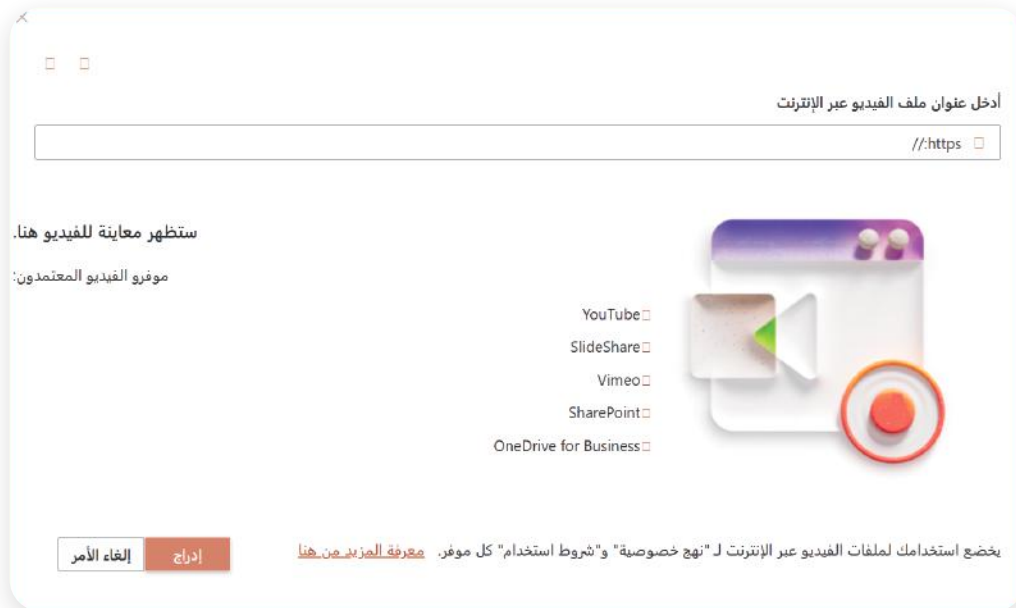 أدخل عنوان ملف الفيديو عبر الإنترنت
//:https
ستظهر معاينة للفيديو هنا.
موفرو الفيديو المعتمدون:
YouTube
SlideShare
Vimeo
SharePoint
OneDrive for Business
يخضع استخدامك لملفات الفيديو عبر الإنترنت لـ "نهج خصوصية" و"شروط استخدام" كل موفر. معرفة المزيد من هنا
إدراج
إلغاء الأمر